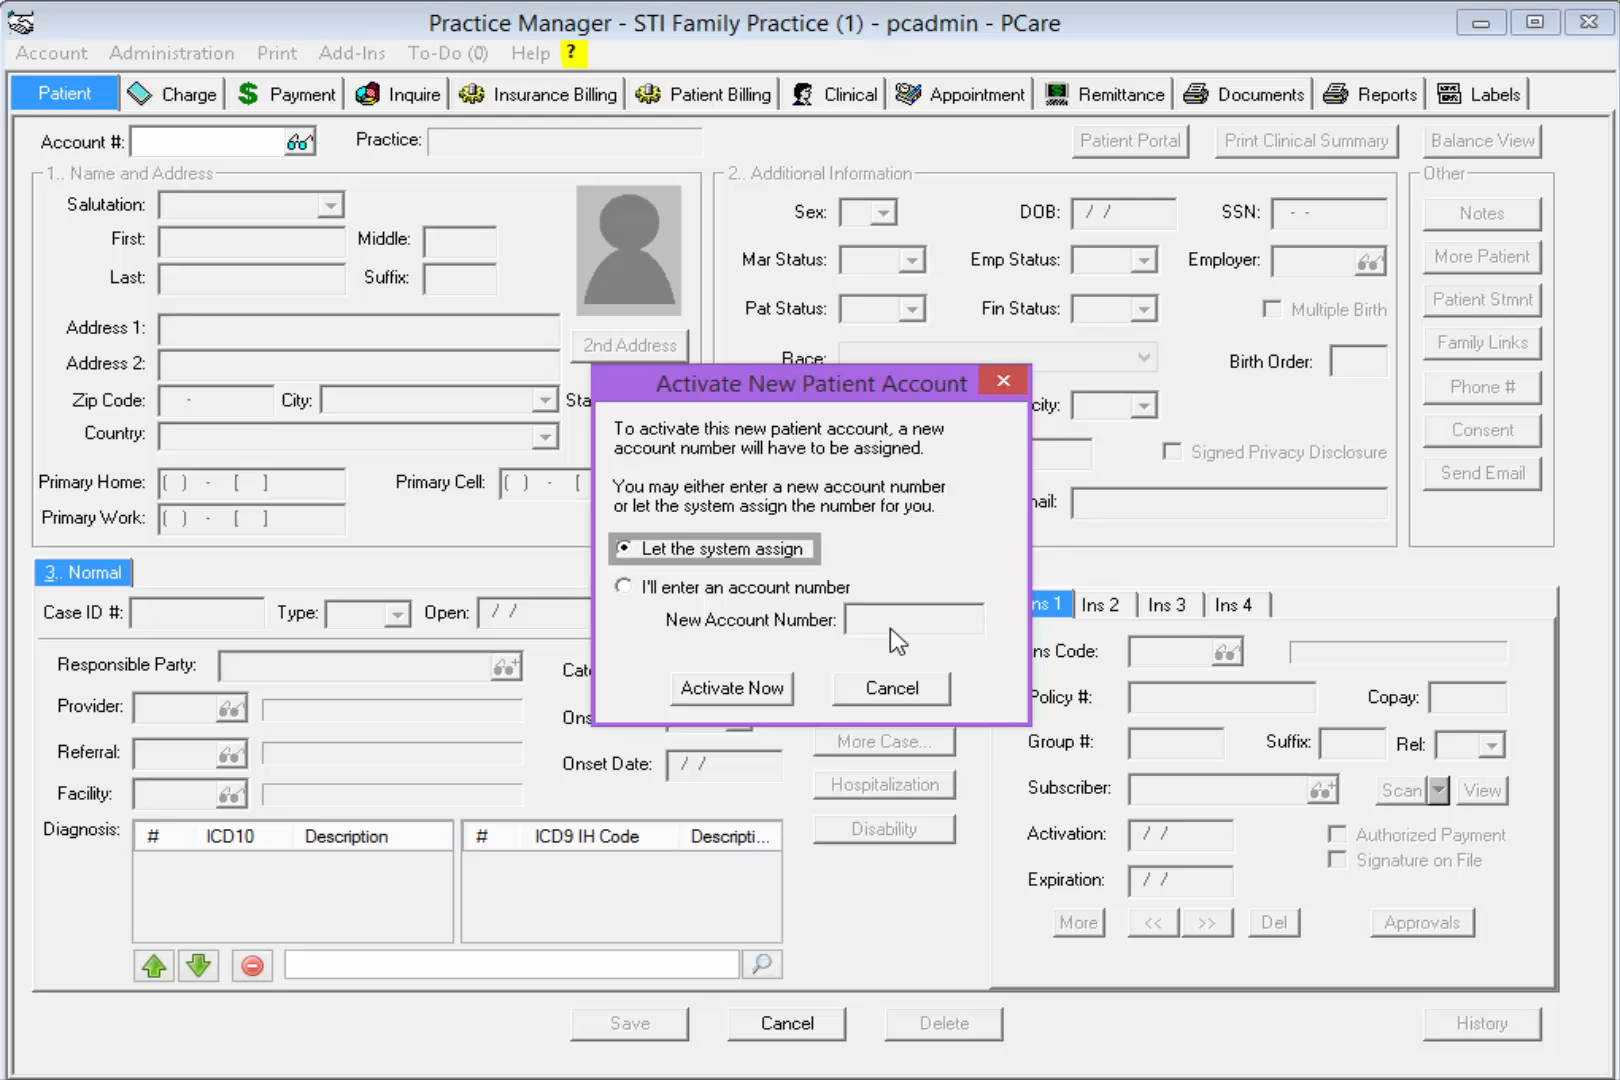 Practice Manager - STI Family Practice (1) - pcadmin - PCare
Account Administration Print Add-Ins To-Do (0) Help ?
Patient Charge Payment Inquire Insurance Billing Patient Billing Clinical Appointment Remittance Documents Reports Labels
Account #: Practice: Patient Portal Print Clinical Summary Balance View
1.. Name and Address 2.. Additional Information Other
Salutation: Sex: DOB: / / SSN: - - Notes
First: Middle:
Last: Suffix: Mar Status: Emp Status: Employer: More Patient
Pat Status: Fin Status: Multiple Birth Patient Stmnt
Address 1:
2nd Address Race: Birth Order: Family Links
Address 2:
Activate New Patient Account
Phone #
Zip Code: - City: Sta
city:
To activate this new patient account, a new
account number will have to be assigned.
Country: Consent
Signed Privacy Disclosure
Primary Home: ( ) - [ ] Primary Cell: ( ) - [ Send Email
You may either enter a new account number
or let the system assign the number for you.
ail:
Primary Work: ( ) - [ ]
Let the system assign
I'll enter an account number
New Account Number:
Activate Now Cancel
3.. Normal
Case ID #: Type: Open: / /
ns 1 Ins 2 Ins 3 Ins 4
Responsible Party: Cate
ns Code:
Provider: Ons
Policy #: Copay:
Referral: More Case... Group #: Suffix: Rel:
Onset Date: / /
Facility: Hospitalization Subscriber: Scan View
Diagnosis: # ICD10 Description # ICD9 IH Code Descripti... Disability
Activation: / / Authorized Payment
Signature on File
Expiration: / /
More << >> Del Approvals
Save Cancel Delete History